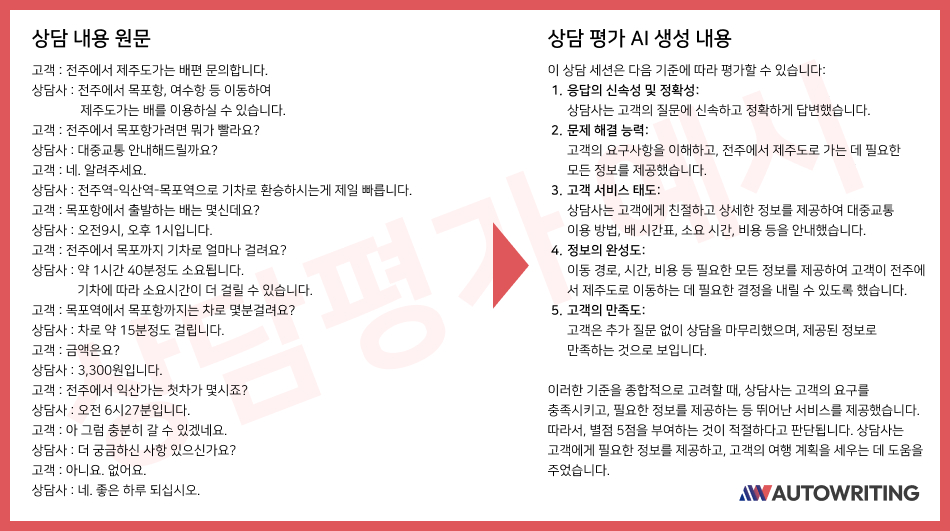 상담 내용 원문
고객 : 전주에서 제주도가는 배편 문의합니다.
상담사 : 전주에서 목포항, 여수항 등 이동하여
제주도가는 배를 이용하실 수 있습니다.
고객 : 전주에서 목포항가려면 뭐가 빨라요?
상담사 : 대중교통 안내해드릴까요?
고객 : 네. 알려주세요.
상담사 : 전주역-익산역-목포역으로 기차로 환승하시는게 제일 빠릅니다.
고객 : 목포항에서 출발하는 배는 몇신데요?
상담사 : 오전9시, 오후 1시입니다.
고객 : 전주에서 목포까지 기차로 얼마나 걸려요?
상담사 : 약 1시간 40분정도 소요됩니다.
기차에 따라 소요시간이 더 걸릴 수 있습니다.
고객 : 목포역에서 목포항까지는 차로 몇분걸려요?
상담사 : 차로 약 15분정도 걸립니다.
고객 : 금액은요?
상담사 : 3,300원입니다.
고객 : 전주에서 익산가는 첫차가 몇시죠?
상담사 : 오전 6시27분입니다.
고객 : 아 그럼 충분히 갈 수 있겠네요.
상담사 : 더 궁금하신 사항 있으신가요?
고객 : 아니요. 없어요.
상담사 : 네. 좋은 하루 되십시오.
상담 평가 AI 생성 내용
이 상담 세션은 다음 기준에 따라 평가할 수 있습니다:
1. 응답의 신속성 및 정확성:
상담사는 고객의 질문에 신속하고 정확하게 답변했습니다.
2. 문제 해결 능력:
고객의 요구사항을 이해하고, 전주에서 제주도로 가는 데 필요한
모든 정보를 제공했습니다.
3. 고객 서비스 태도:
상담사는 고객에게 친절하고 상세한 정보를 제공하여 대중교통
이용 방법, 배 시간표, 소요 시간, 비용 등을 안내했습니다.
4. 정보의 완성도:
이동 경로, 시간, 비용 등 필요한 모든 정보를 제공하여 고객이 전주에
서 제주도로 이동하는 데 필요한 결정을 내릴 수 있도록 했습니다.
5. 고객의 만족도:
고객은 추가 질문 없이 상담을 마무리했으며, 제공된 정보로
만족하는 것으로 보입니다.
이러한 기준을 종합적으로 고려할 때, 상담사는 고객의 요구를
충족시키고, 필요한 정보를 제공하는 등 뛰어난 서비스를 제공했습니다.
따라서, 별점 5점을 부여하는 것이 적절하다고 판단됩니다. 상담사는
고객에게 필요한 정보를 제공하고, 고객의 여행 계획을 세우는 데 도움을
주었습니다.
상담평가 예시
AW AUTOWRITING